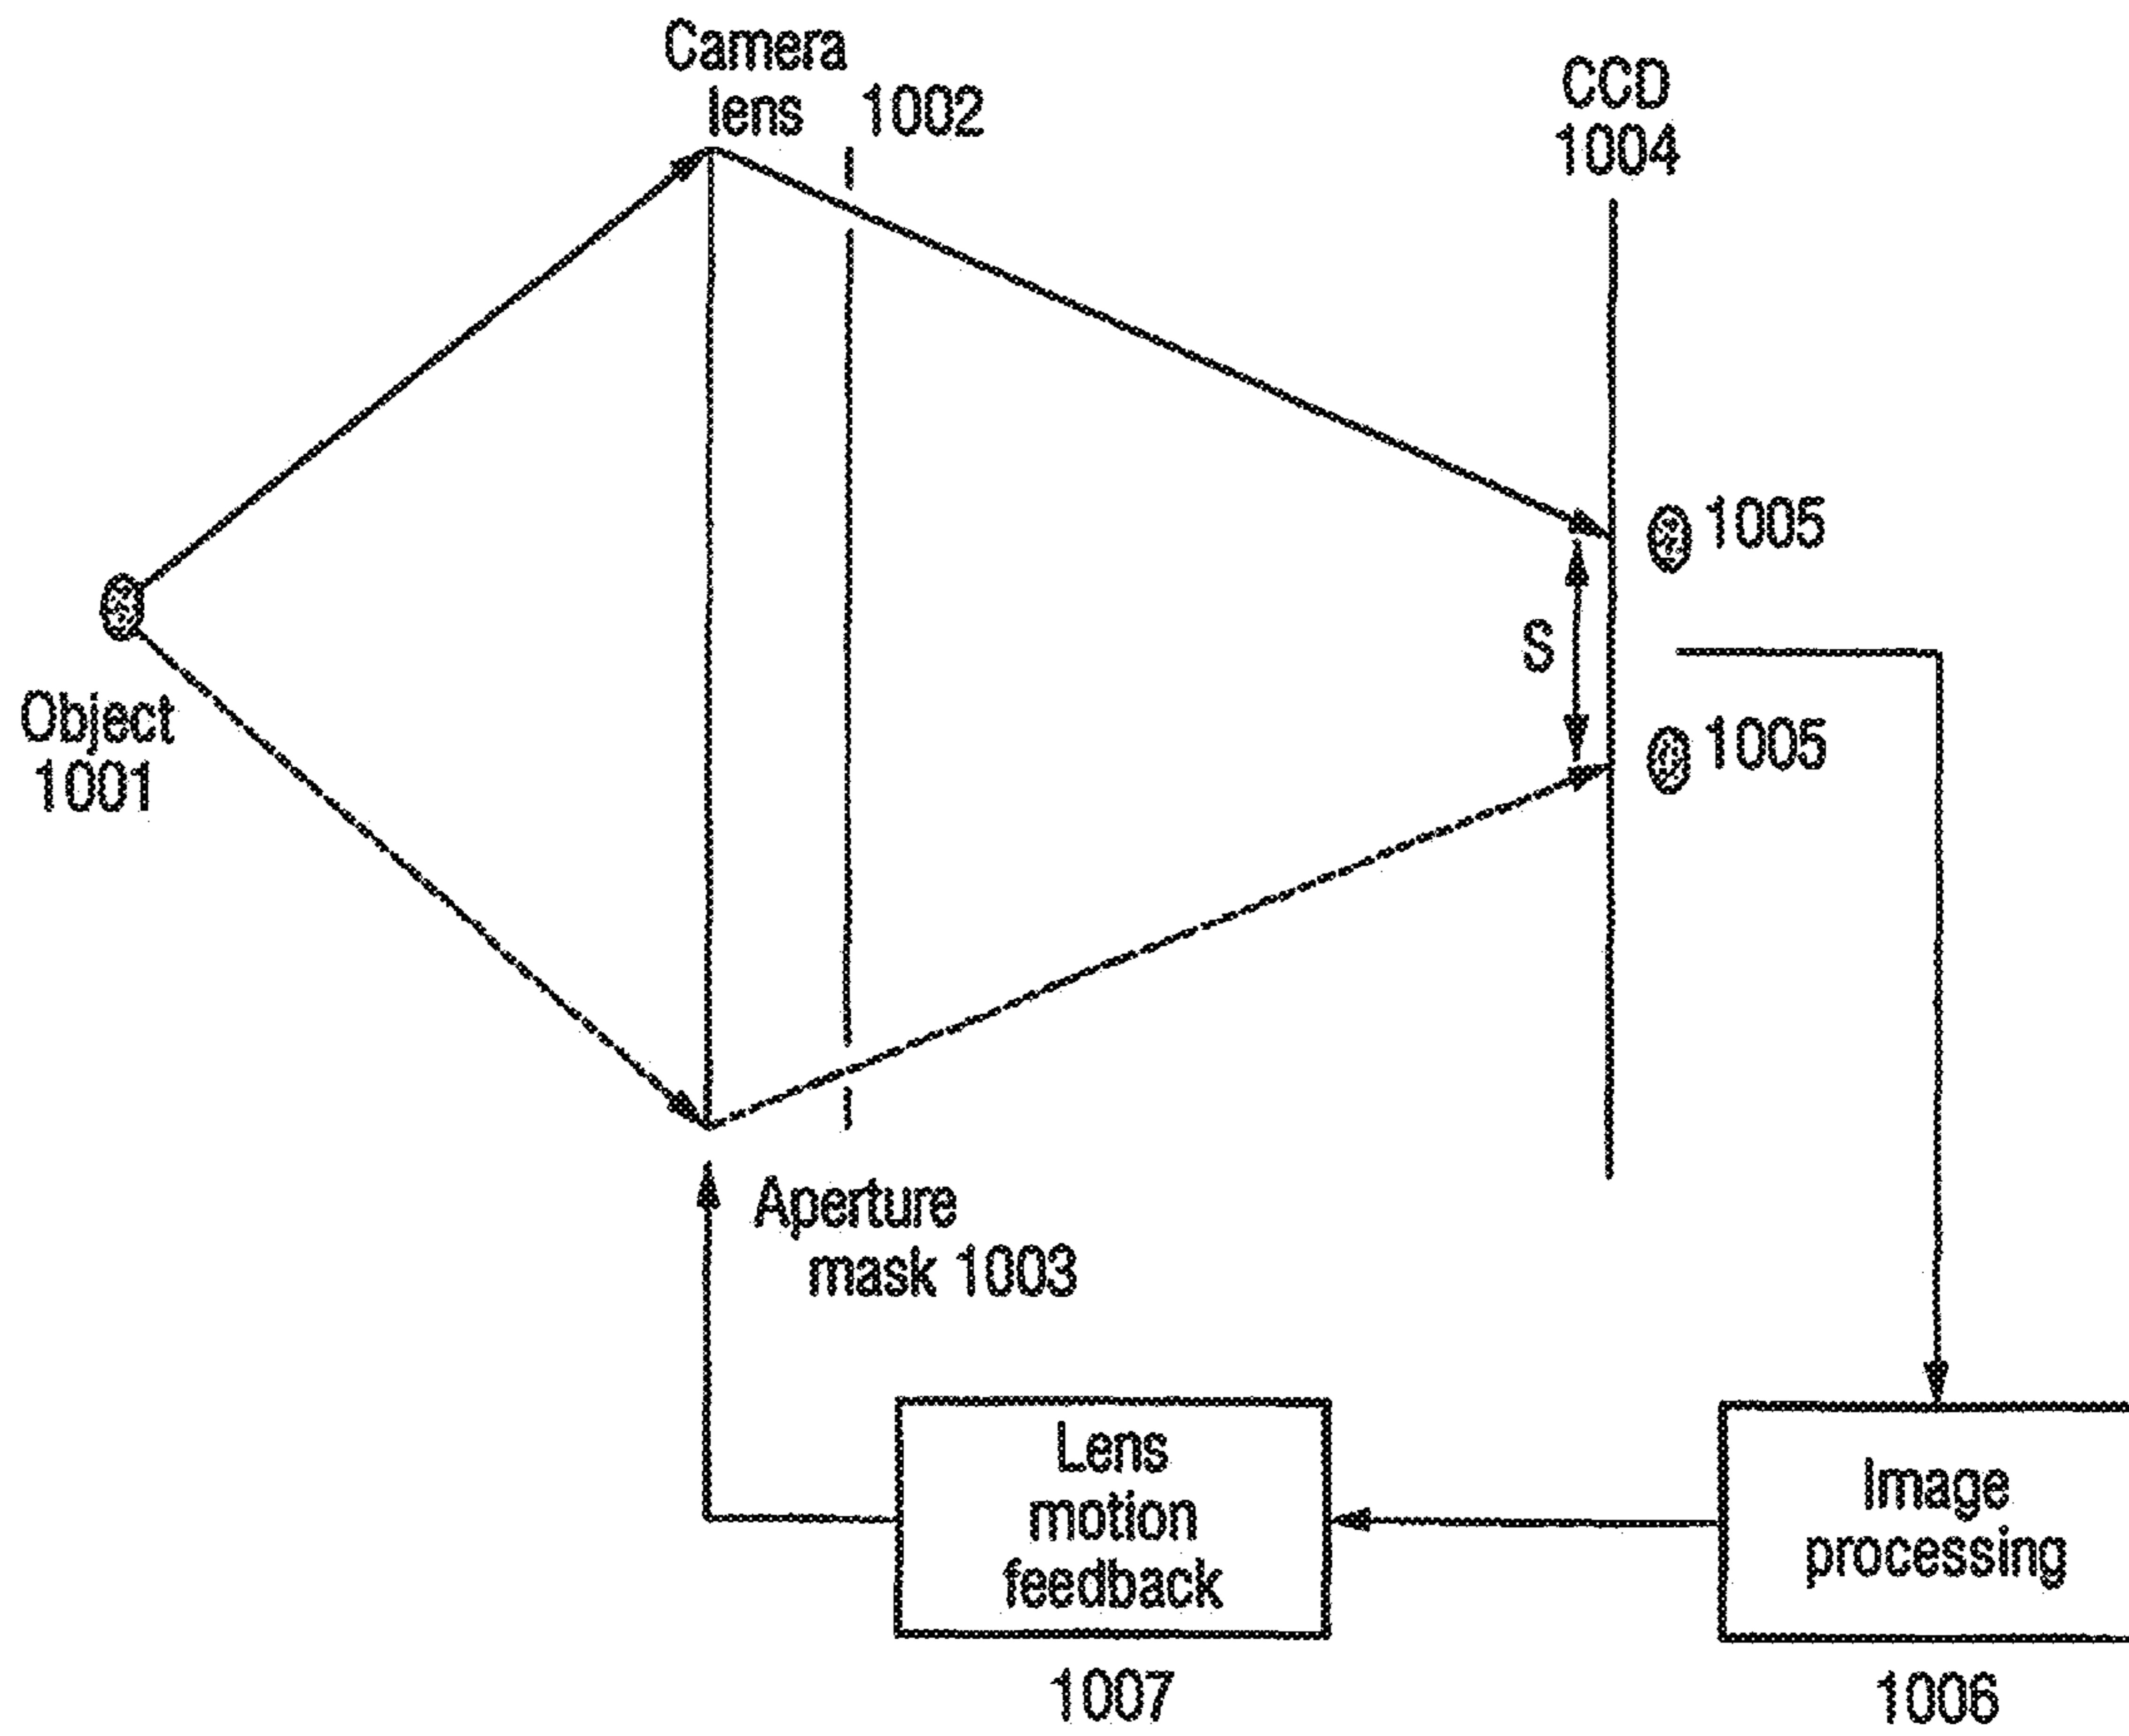 Camera
lens 1002
CCD
1004
1005
S
1005
Object
1001
Aperture
mask 1003
Lens
motion
feedback
Image
processing
1007
1006